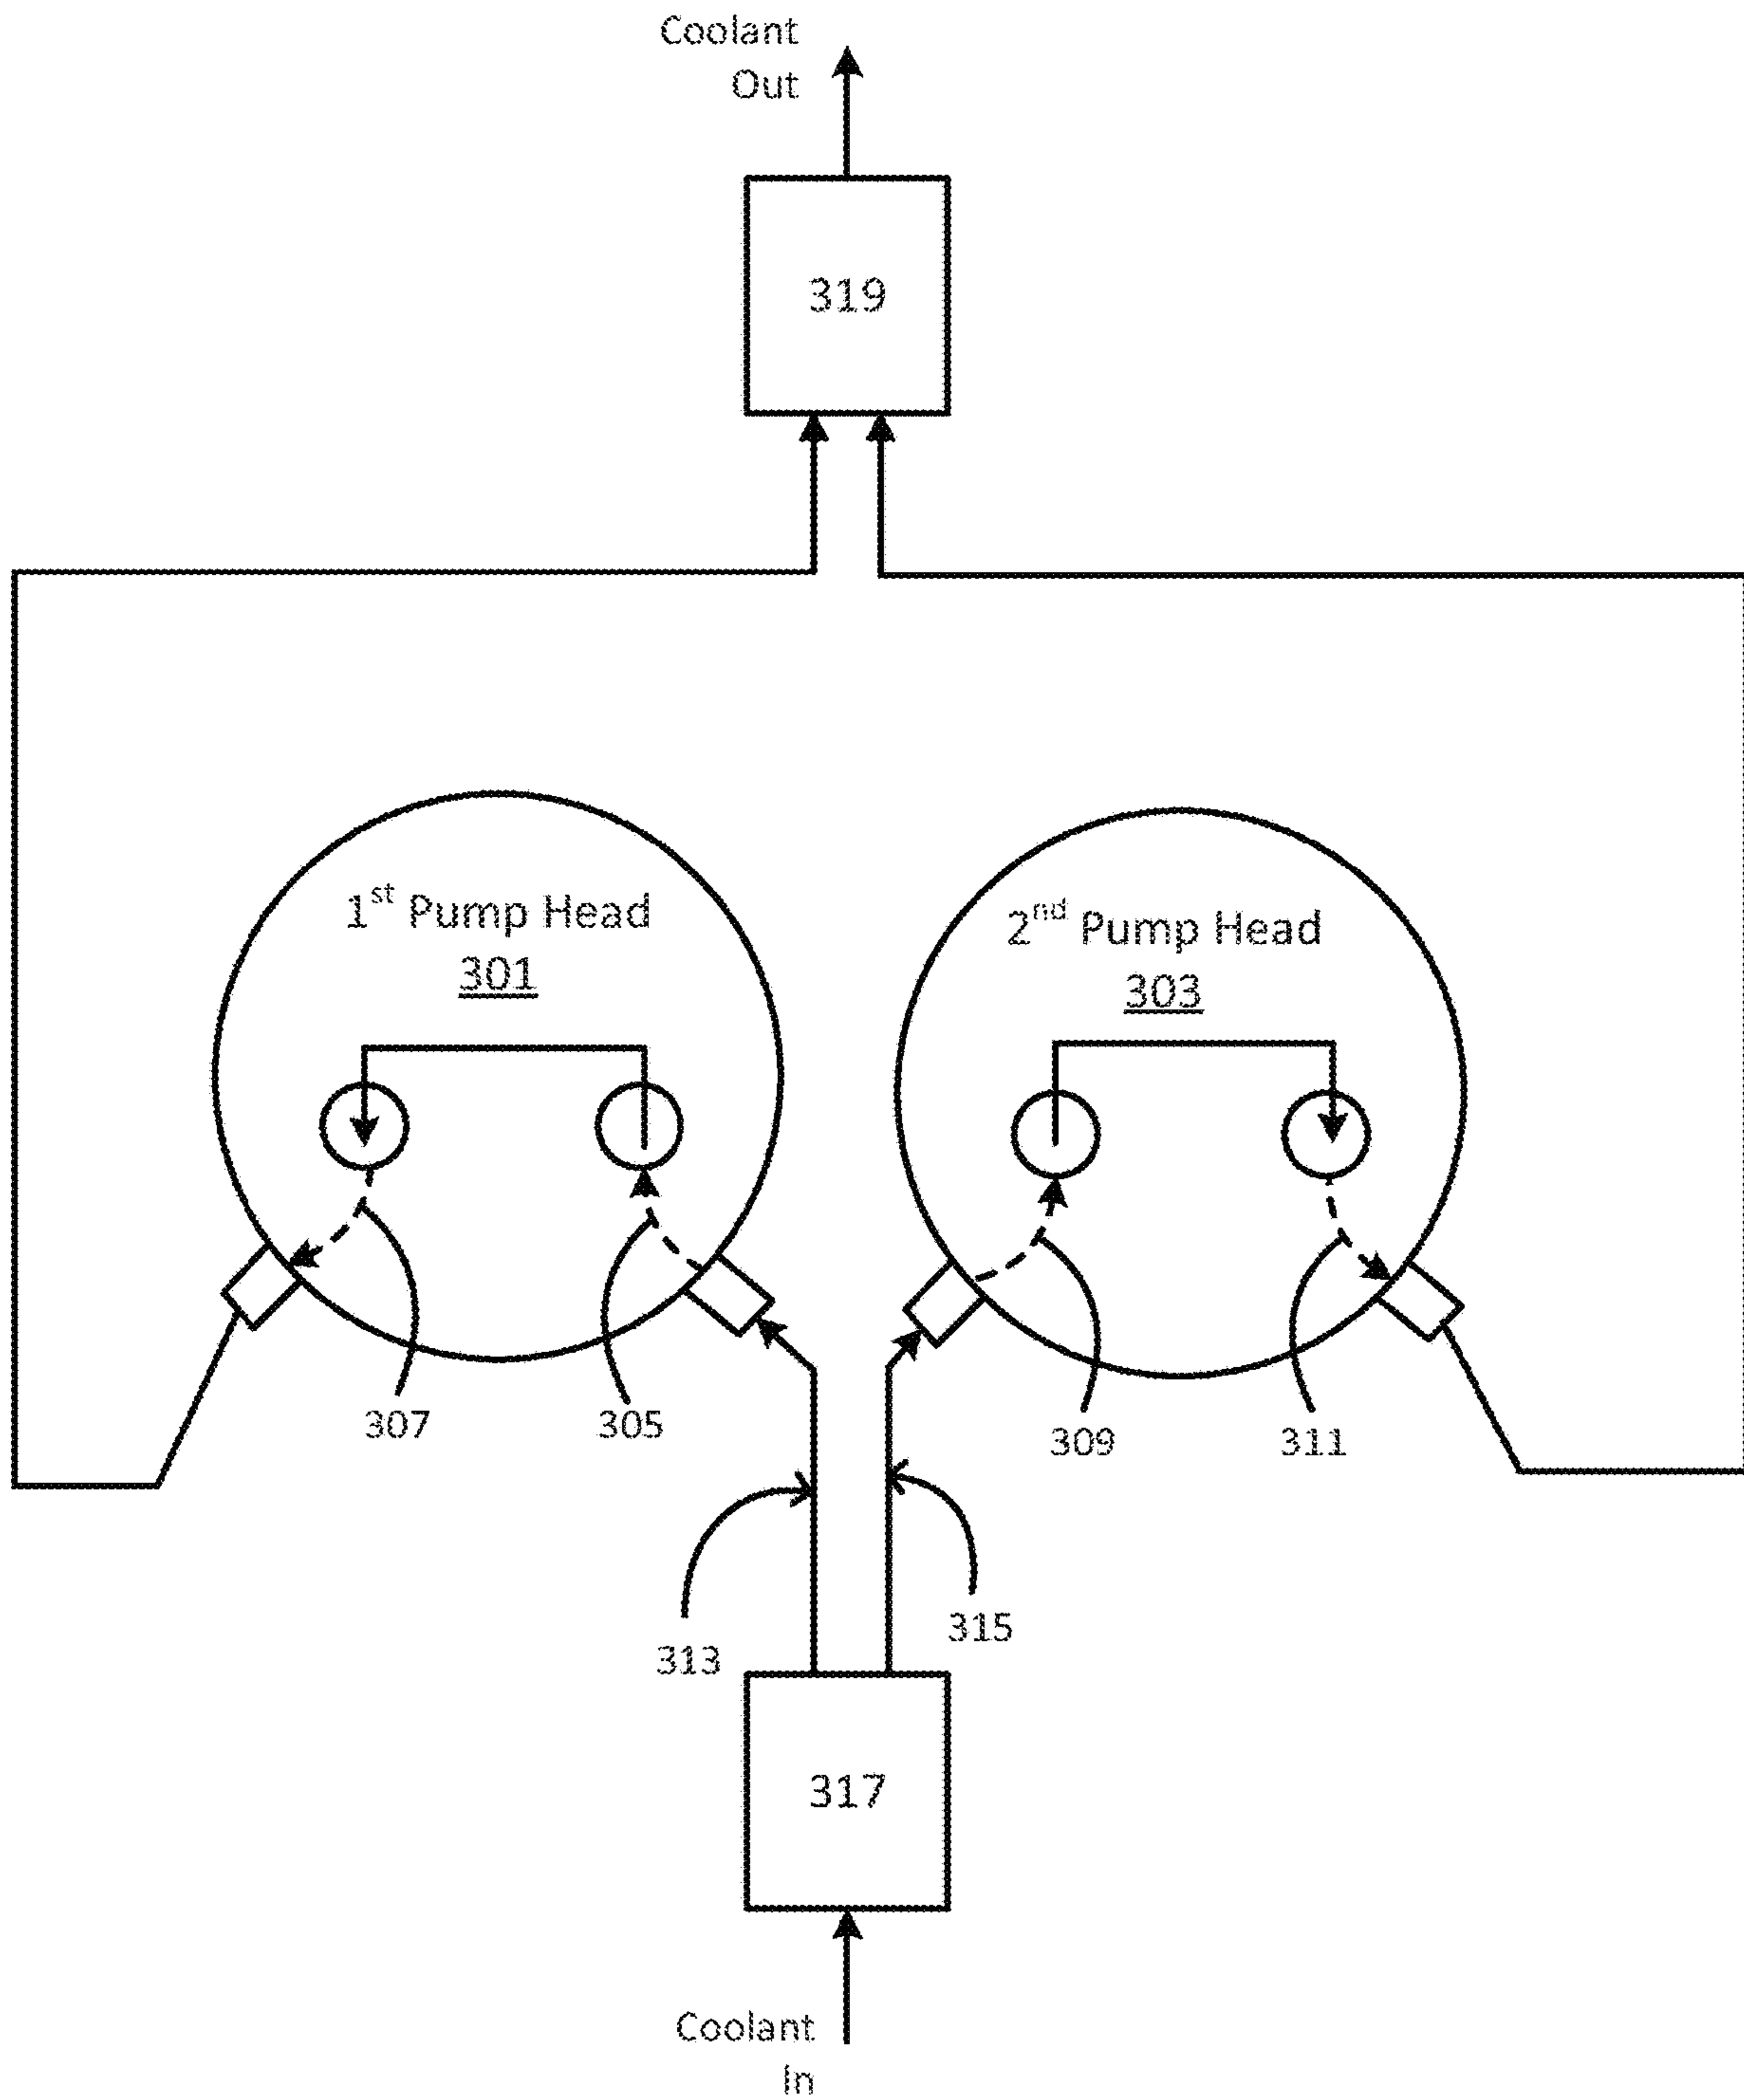 Coolant
Out
319
1st Pump Head
301
2nd Pump Head
303
307
305
309
311
313
315
317
Coolant
In